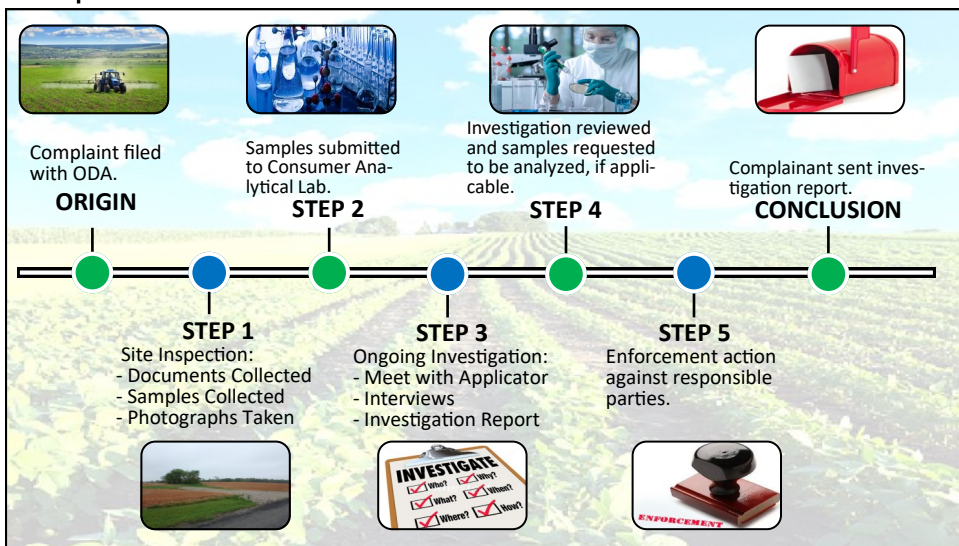 Complaint filed
with ODA.
ORIGIN
Samples submitted
to Consumer Ana-
lytical Lab.
STEP 2
Investigation reviewed
and samples requested
to be analyzed, if appli-
cable.
STEP 4
Complainant sent inves-
tigation report.
CONCLUSION
STEP 1
Site Inspection:
- Documents Collected
- Samples Collected
- Photographs Taken
STEP 3
Ongoing Investigation:
- Meet with Applicator
- Interviews
- Investigation Report
STEP 5
Enforcement action
against responsible
parties.
INVESTIGATE
Who? Why?
What? When?
Where? How?
ENFORCEMENT